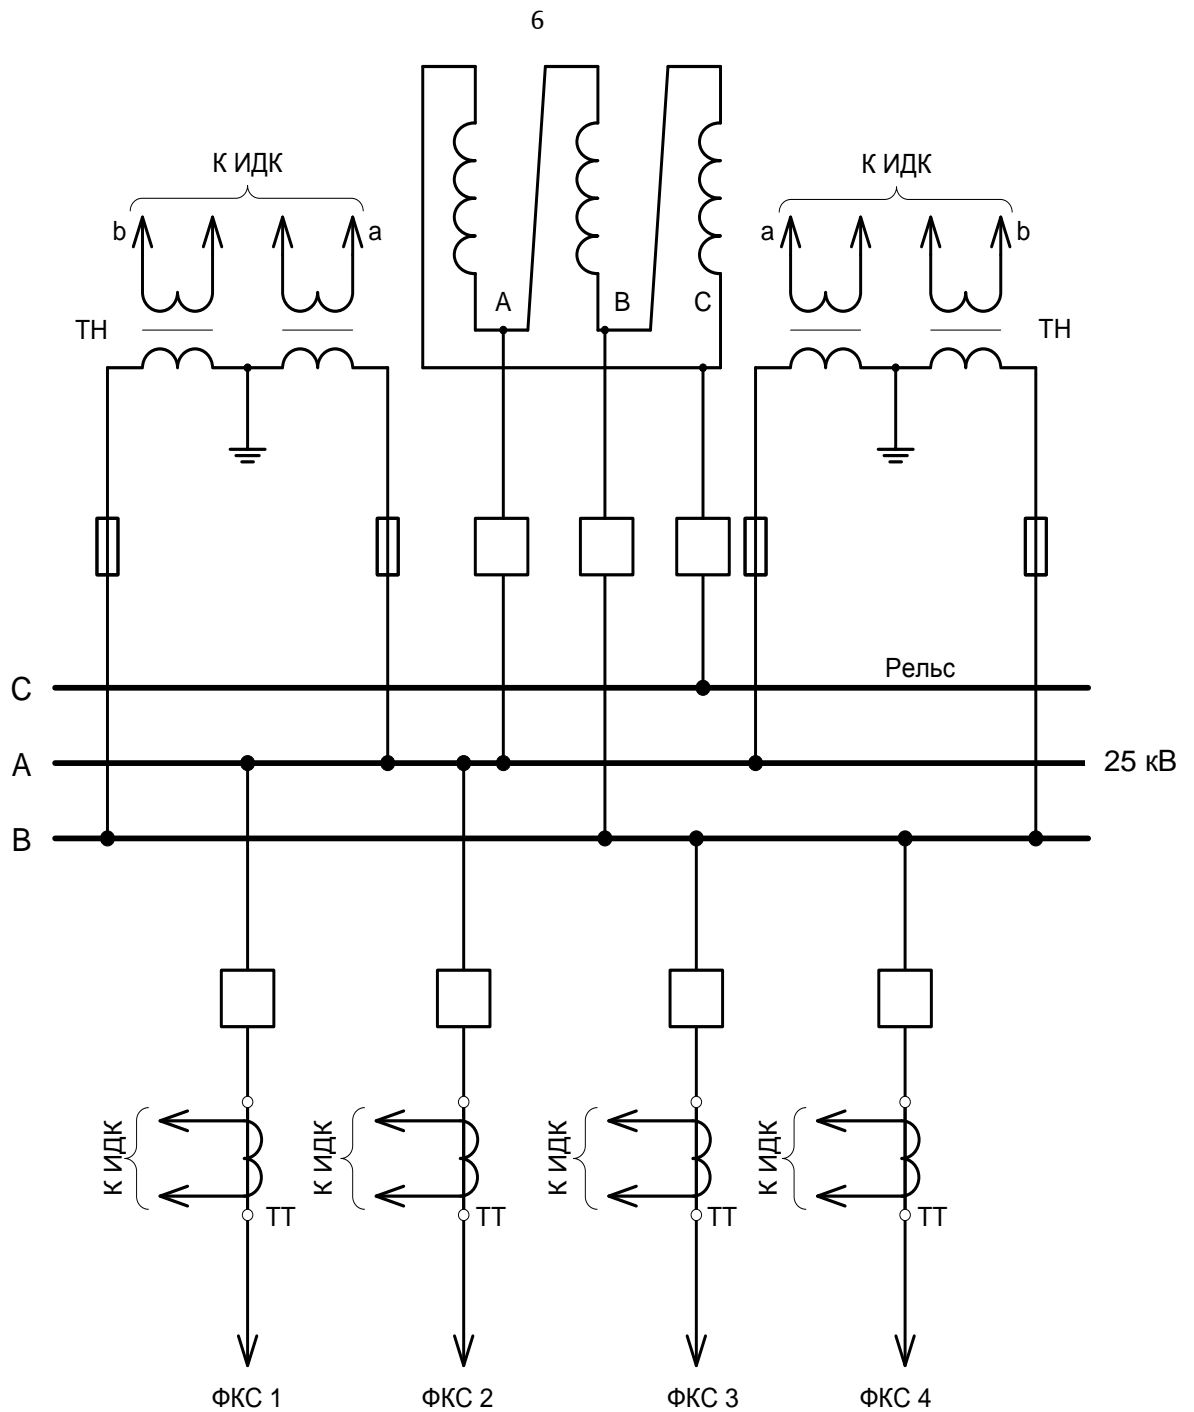 6
К ИДК
К ИДК
b
a
a
b
A
B
C
ТН
ТН
Рельс
C
A
25 кВ
B
К ИДК
К ИДК
К ИДК
К ИДК
ТТ
ТТ
ТТ
ТТ
ФКС 1
ФКС 2
ФКС 3
ФКС 4